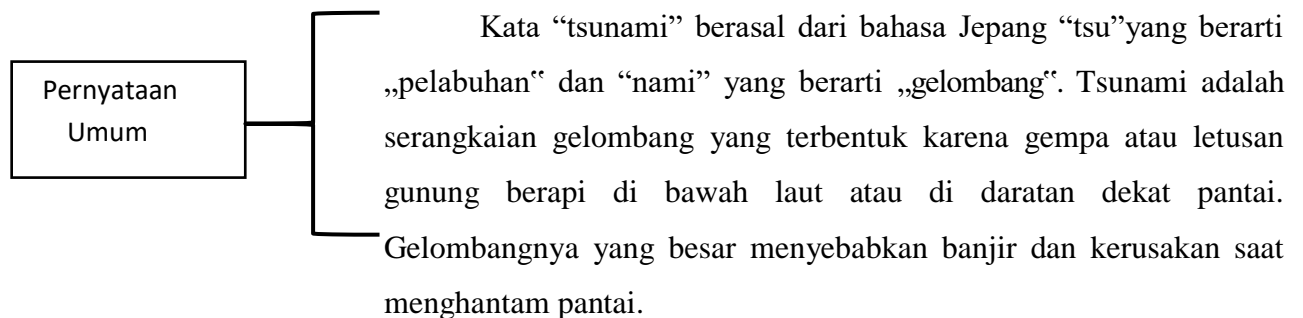 Pernyataan
Umum
Kata “tsunami” berasal dari bahasa Jepang “tsu”yang berarti
„pelabuhan‟ dan “nami” yang berarti „gelombang‟. Tsunami adalah
serangkaian gelombang yang terbentuk karena gempa atau letusan
gunung berapi di bawah laut atau di daratan dekat pantai.
Gelombangnya yang besar menyebabkan banjir dan kerusakan saat
menghantam pantai.